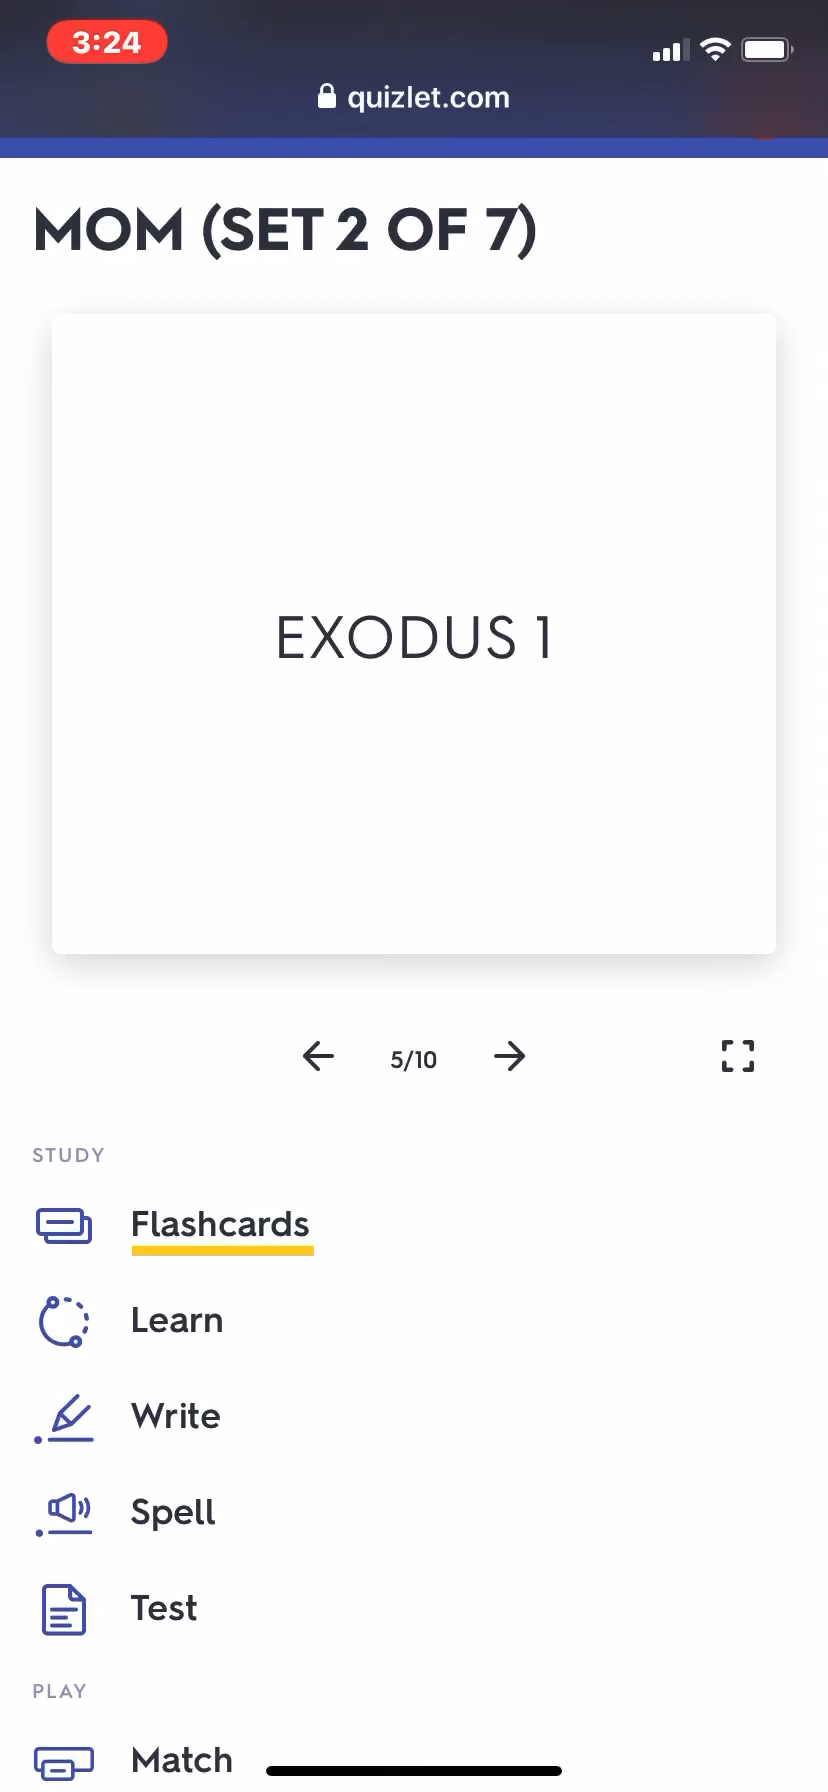 3:24
quizlet.com
MOM (SET 2 OF 7)
EXODUS 1
5/10
STUDY
Flashcards
Learn
Write
Spell
Test
PLAY
Match